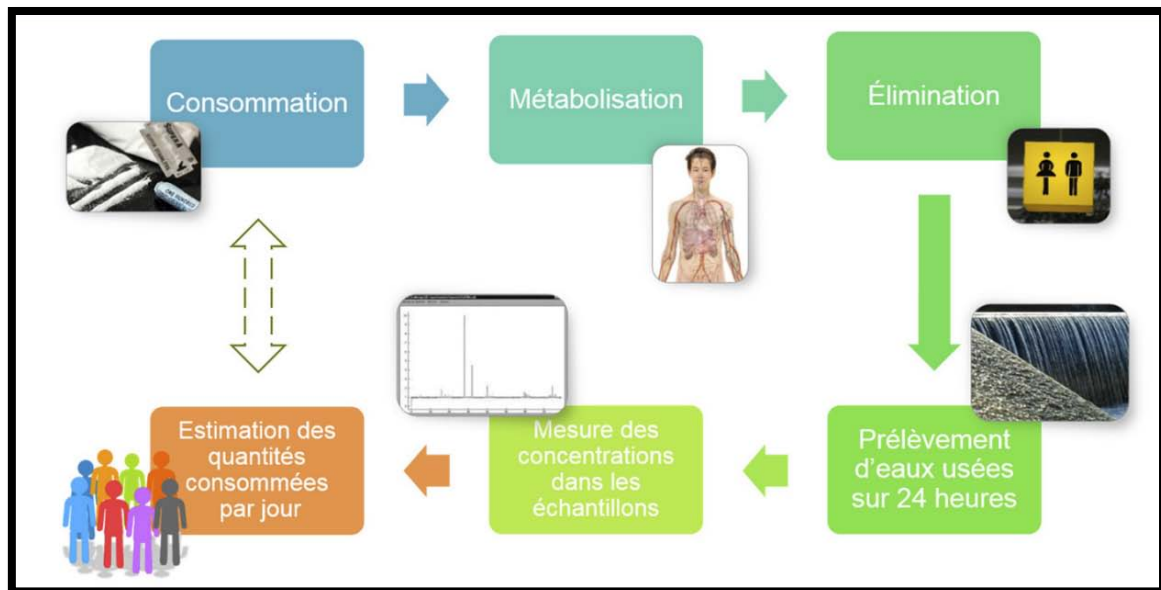 Consommation
Métabolisation
Élimination
Estimation des
quantités
consommées
par jour
Mesure des
concentrations
dans les
échantillons
Prélèvement
d'eaux usées
sur 24 heures